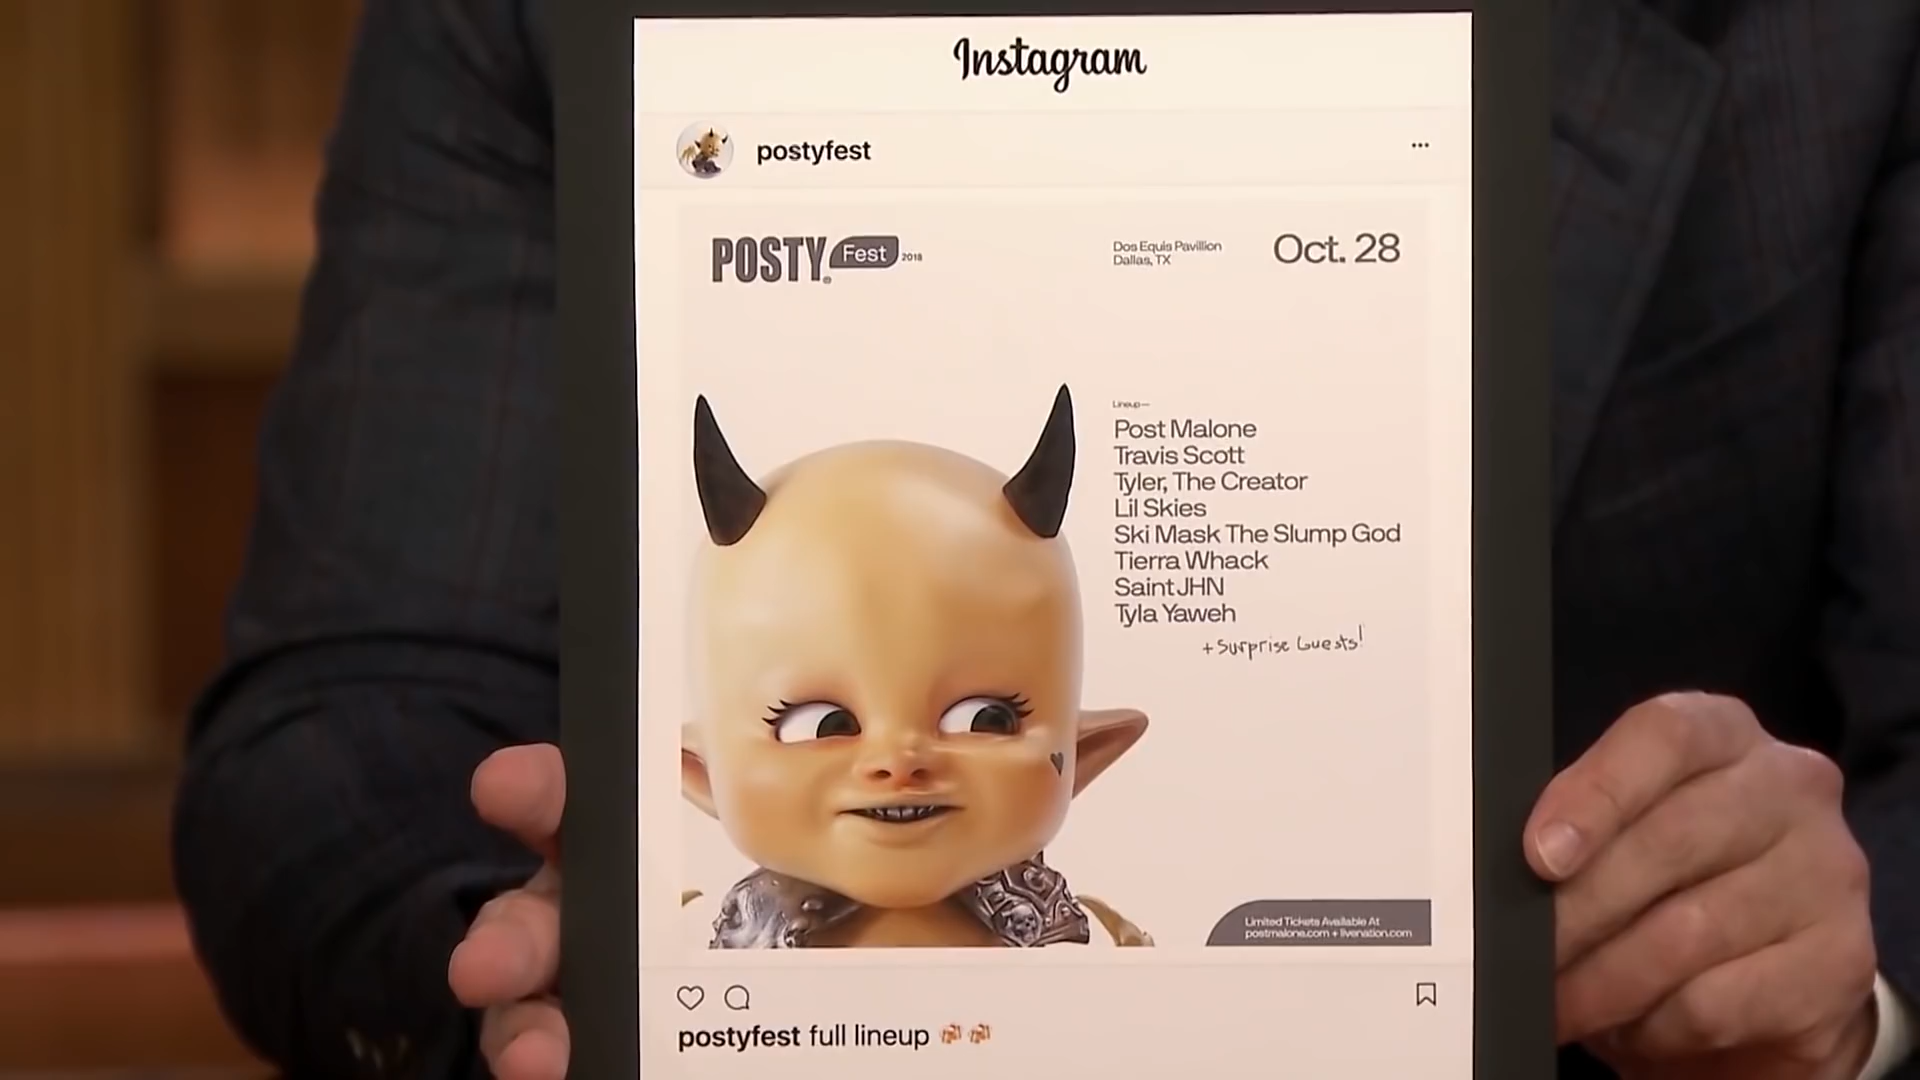 Instagram
postyfest
POSTY® Fest 2018
Dos Equis Pavillion
Dallas, TX
Oct. 28
Lineup—
Post Malone
Travis Scott
Tyler, The Creator
Lil Skies
Ski Mask The Slump God
Tierra Whack
SaintJHN
Tyla Yaweh
+ Surprise Guests!
Limited Tickets Available At
postmalone.com + livenation.com
postyfest full lineup